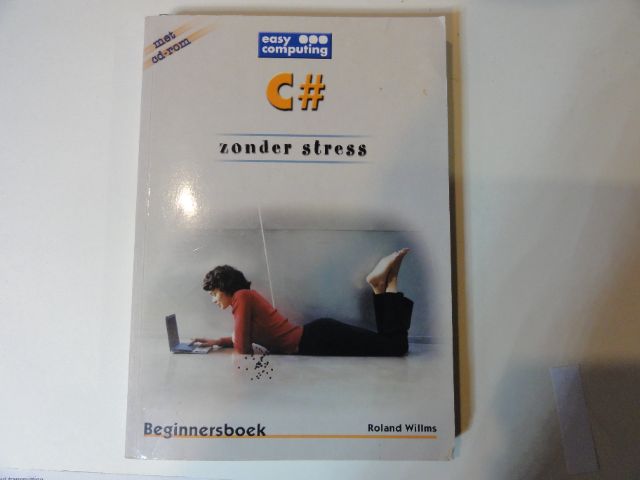 met
cd-rom
easy
computing
C#
zonder stress
Beginnersboek
Roland Willms